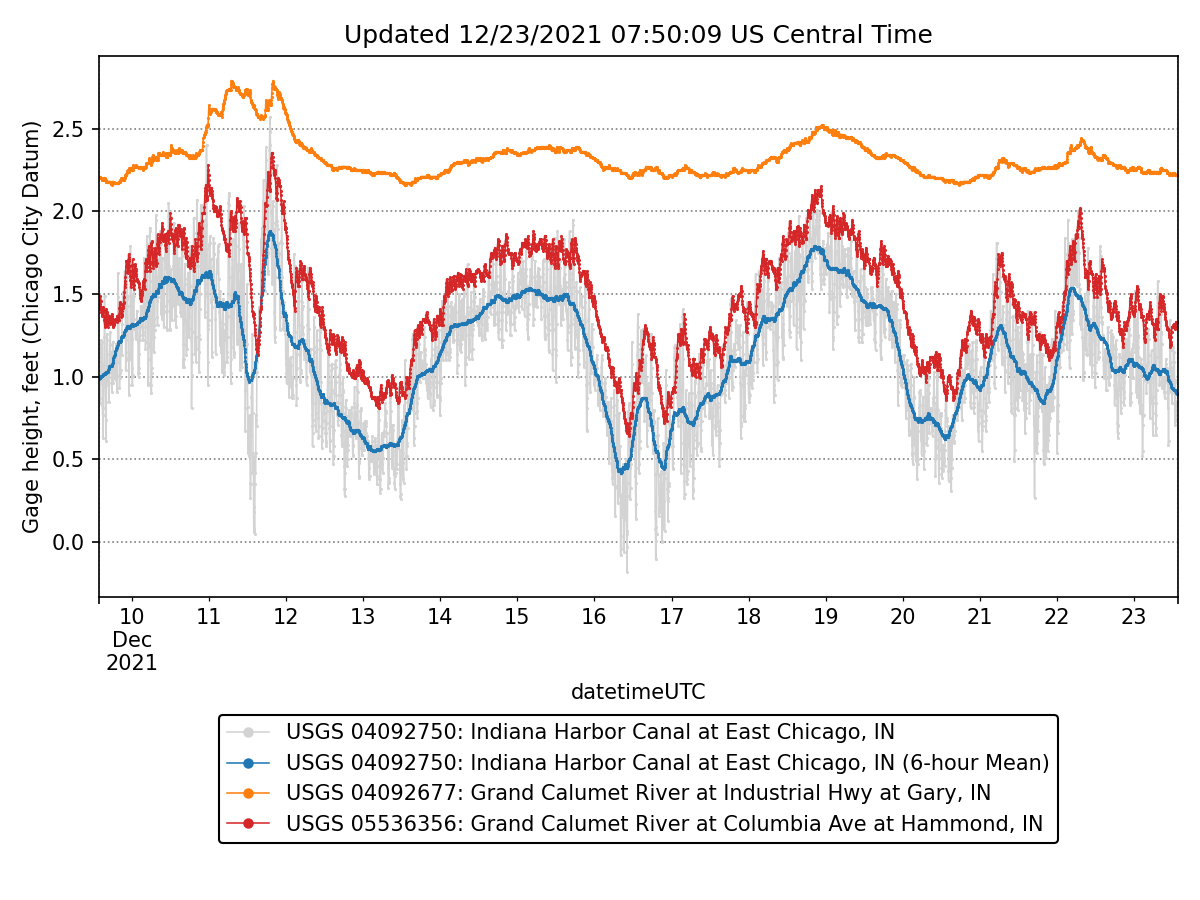 Updated 12/23/2021 07:50:09 US Central Time
Gage height, feet (Chicago City Datum)
2.5
2.0
1.5
1.0
0.5
0.0
10 11 12 13 14 15 16 17 18 19 20 21 22 23
Dec
2021
datetimeUTC
USGS 04092750: Indiana Harbor Canal at East Chicago, IN
USGS 04092750: Indiana Harbor Canal at East Chicago, IN (6-hour Mean)
USGS 04092677: Grand Calumet River at Industrial Hwy at Gary, IN
USGS 05536356: Grand Calumet River at Columbia Ave at Hammond, IN